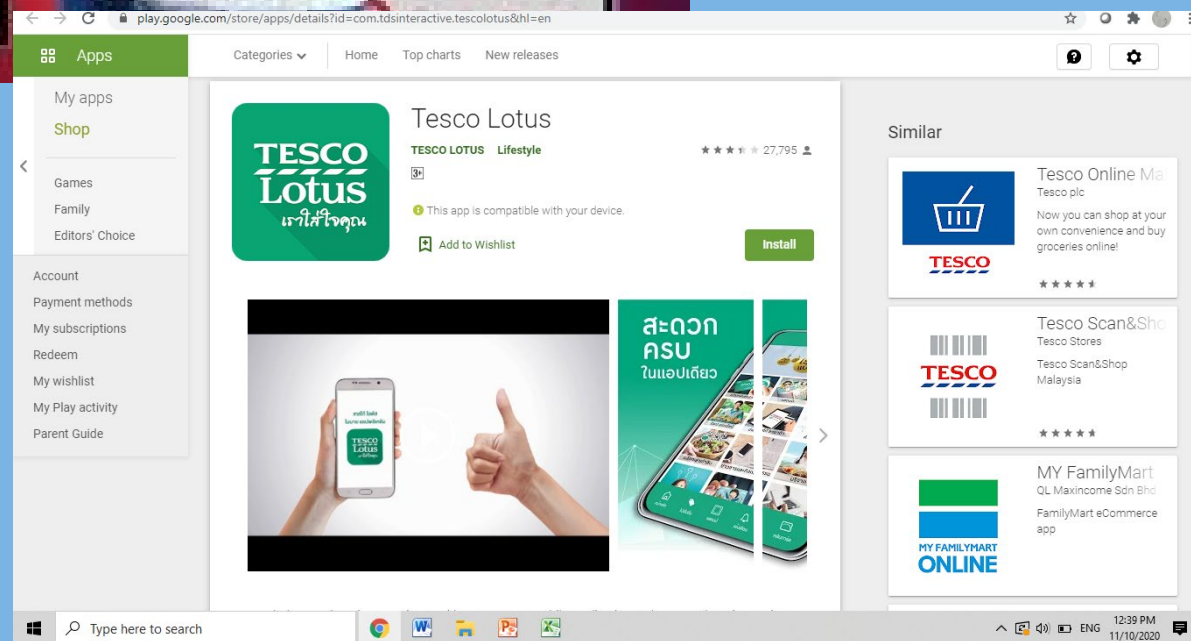 play.google.com/store/apps/details?id=com.tdsinteractive.tescolotus&hl=en
Apps
Categories
Home
Top charts
New releases
My apps
Shop
Games
Family
Editors' Choice
Account
Payment methods
My subscriptions
Redeem
My wishlist
My Play activity
Parent Guide
TESCO
Lotus
เราใส่ใจคุณ
Tesco Lotus
TESCO LOTUS Lifestyle
27,795
3+
This app is compatible with your device.
Add to Wishlist
Install
TESCO
Lotus
สะดวก
ครบ
ในแอปเดียว
Similar
TESCO
Tesco Online Ma
Tesco plc
Now you can shop at your
own convenience and buy
groceries online!
TESCO
Tesco Scan&Sho
Tesco Stores
Tesco Scan&Shop
Malaysia
MY FAMILYMART
ONLINE
MY FamilyMart
QL Maxincome Sdn Bhd
FamilyMart eCommerce
app
Type here to search
ENG
12:39 PM
11/10/2020